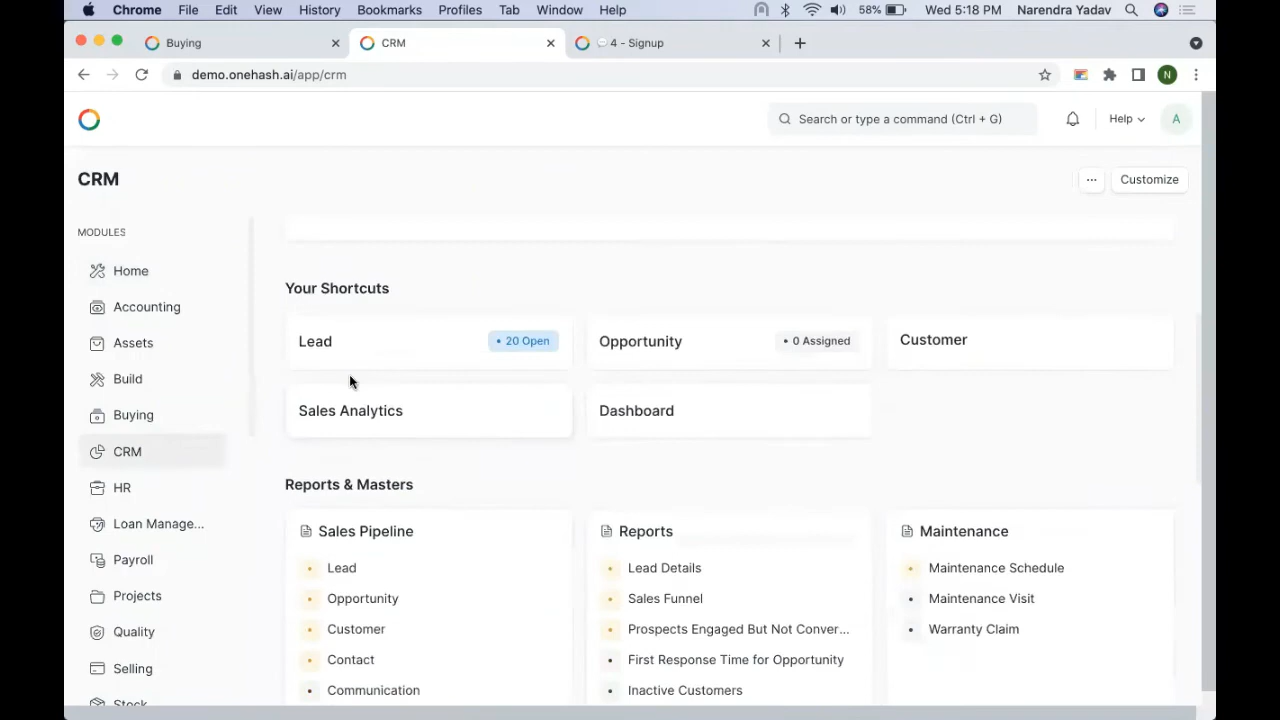 Chrome File Edit View History Bookmarks Profiles Tab Window Help 58% Wed 5:18 PM Narendra Yadav
Buying CRM 4 - Signup
demo.onehash.ai/app/crm N
Search or type a command (Ctrl + G) Help A
CRM ... Customize
MODULES
Home
Accounting
Assets
Build
Buying
CRM
HR
Loan Manage...
Payroll
Projects
Quality
Selling
Stock
Your Shortcuts
Lead • 20 Open Opportunity • 0 Assigned Customer
Sales Analytics Dashboard
Reports & Masters
Sales Pipeline
Lead
Opportunity
Customer
Contact
Communication
Reports
Lead Details
Sales Funnel
Prospects Engaged But Not Conver...
First Response Time for Opportunity
Inactive Customers
Maintenance
Maintenance Schedule
Maintenance Visit
Warranty Claim